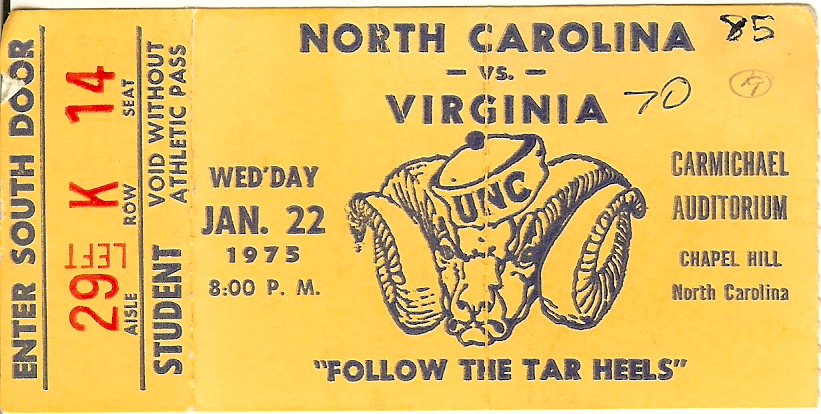 ENTER SOUTH DOOR
29 LEFT K 14
AISLE ROW SEAT
STUDENT VOID WITHOUT
ATHLETIC PASS
NORTH CAROLINA 85
– VS. –
VIRGINIA 70
WED'DAY
JAN. 22
1975
8:00 P. M.
UNC
CARMICHAEL
AUDITORIUM
CHAPEL HILL
North Carolina
"FOLLOW THE TAR HEELS"